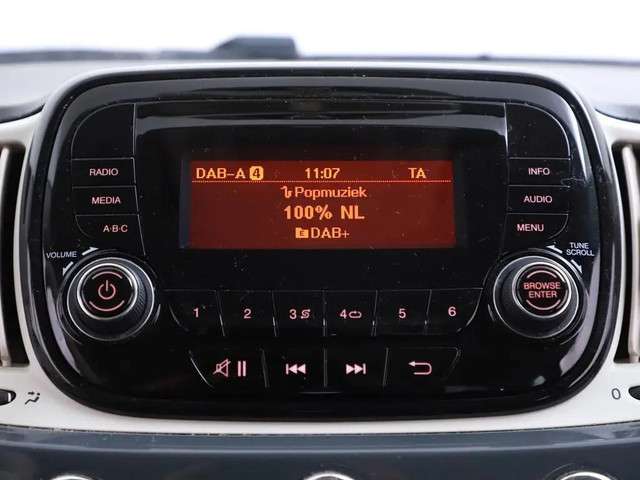 RADIO
MEDIA
A·B·C
VOLUME
DAB-A 4 11:07 TA
Popmuziek
100% NL
DAB+
INFO
AUDIO
MENU
TUNE
SCROLL
BROWSE
ENTER
1 2 3 4 5 6
0